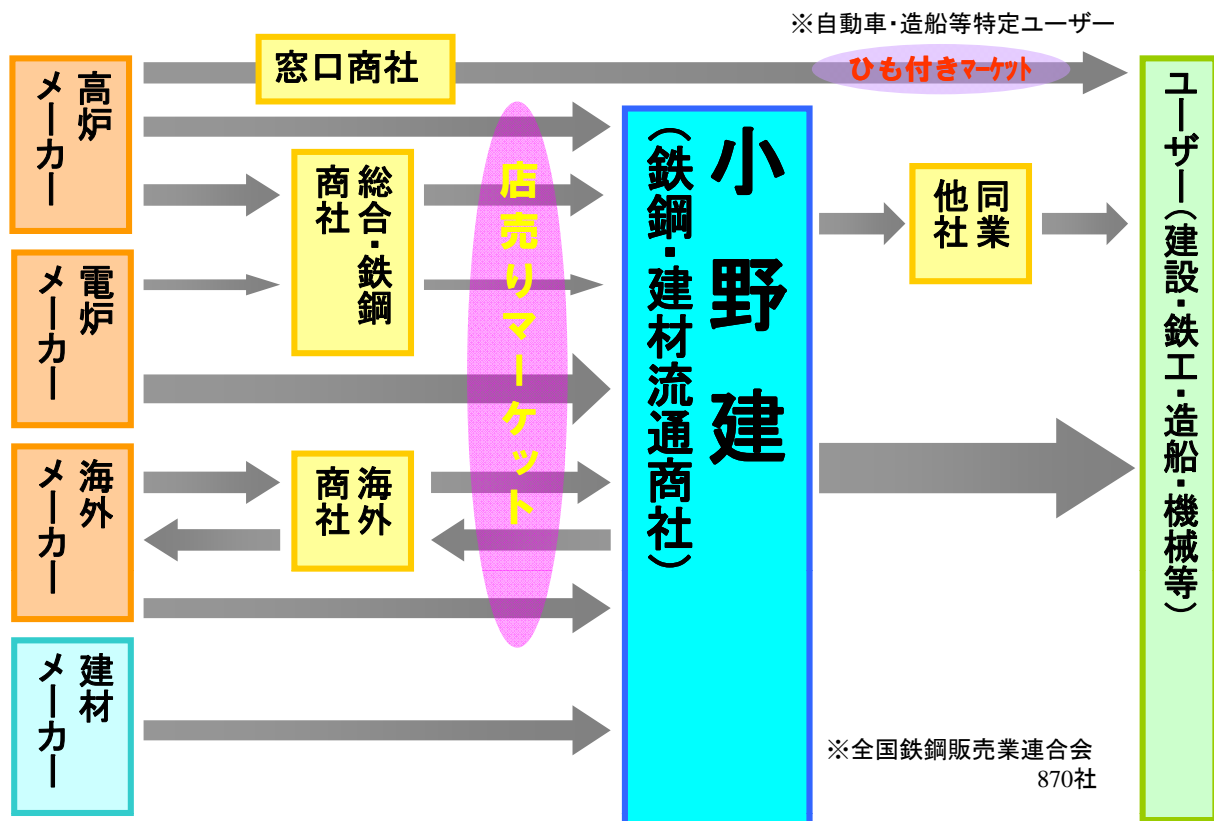 ※自動車・造船等特定ユーザー
ひも付きマーケット
窓口商社
高炉
メーカー
総合・鉄鋼
商社
電炉
メーカー
海外
メーカー
海外
商社
建材
メーカー
店売りマーケット
小野建
（鉄鋼・建材流通商社）
同業
他社
ユーザー（建設・鉄工・造船・機械等）
※全国鉄鋼販売業連合会
870社